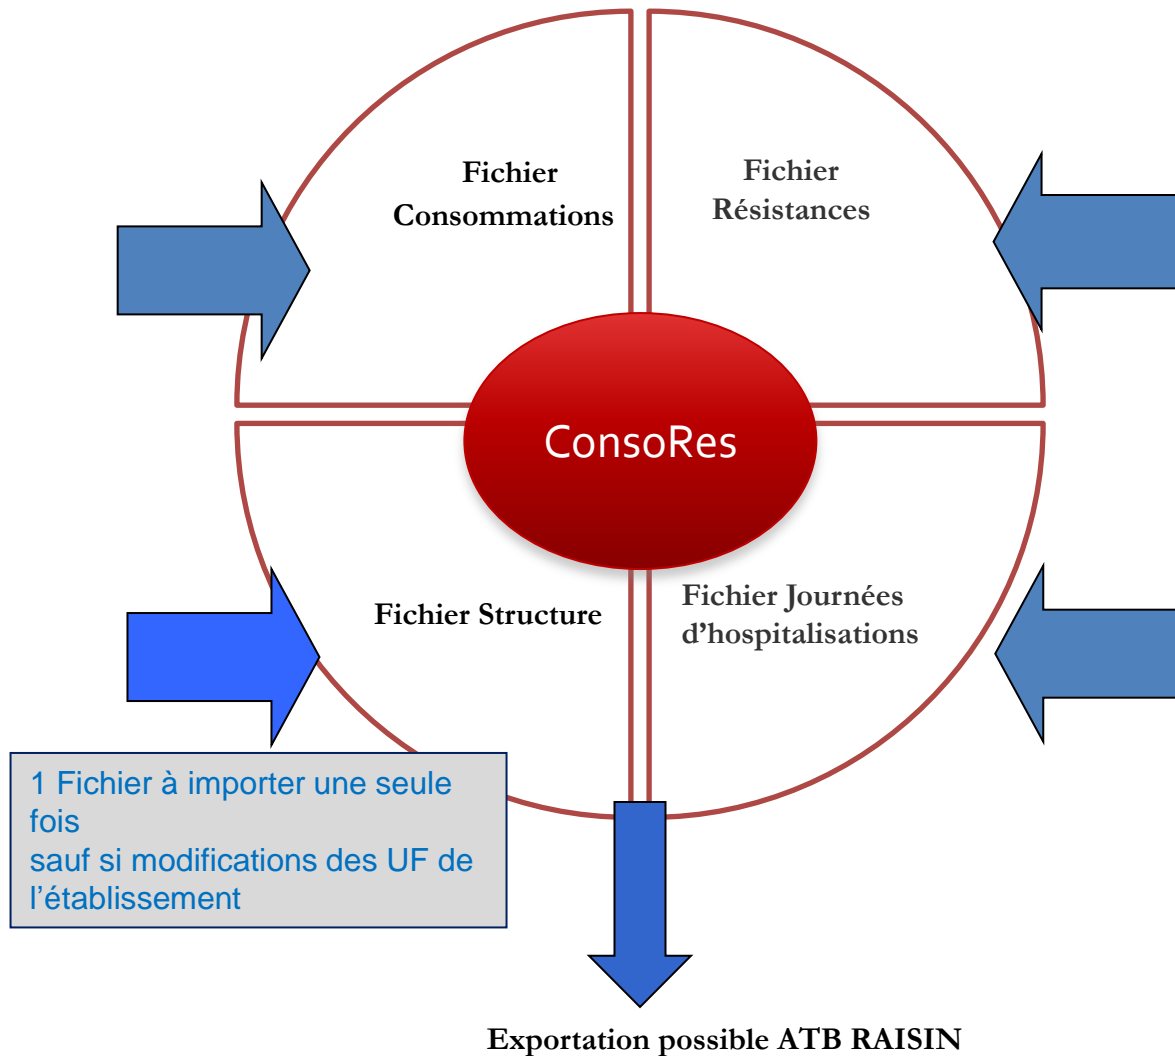 Fichier
Consommations
Fichier
Résistances
ConsoRes
Fichier Structure
Fichier Journées
d'hospitalisations
1 Fichier à importer une seule
fois
sauf si modifications des UF de
l'établissement
Exportation possible ATB RAISIN